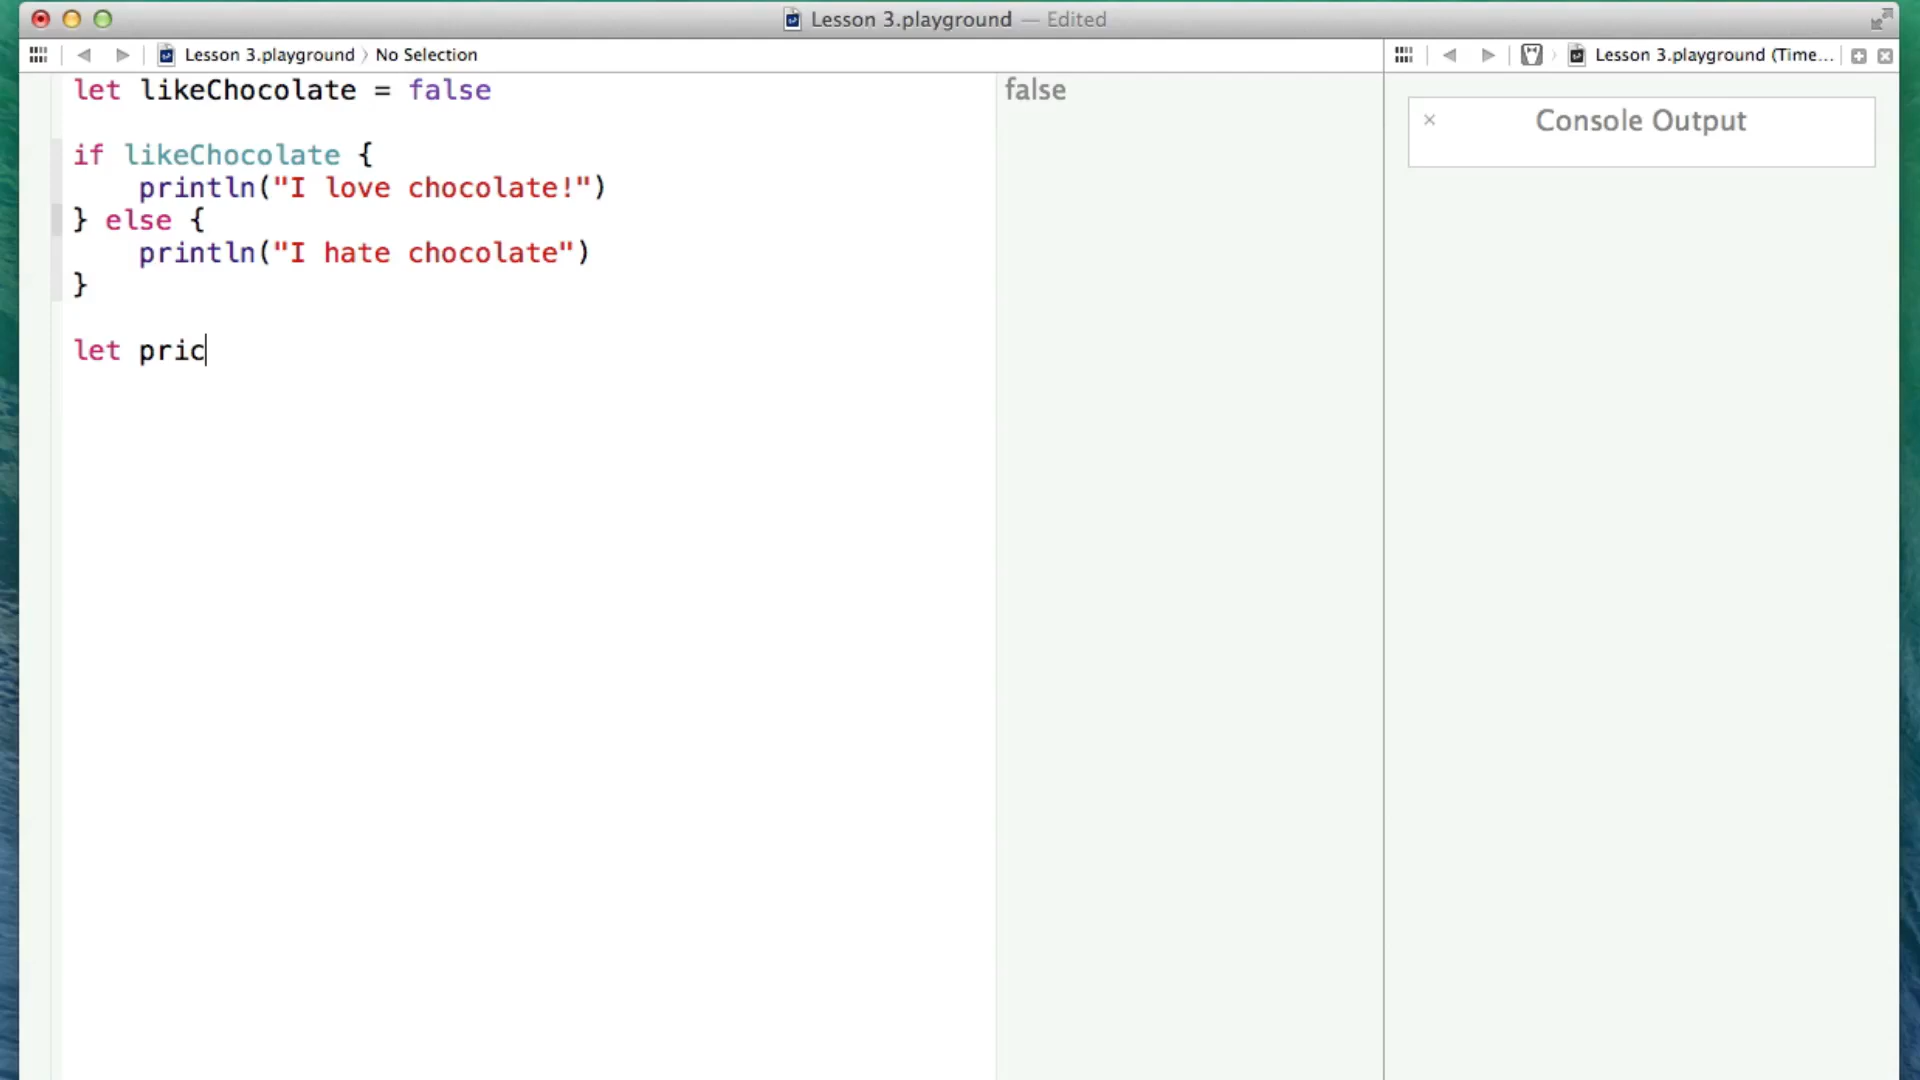 Lesson 3.playground — Edited
Lesson 3.playground 〉 No Selection
Lesson 3.playground (Time...
let likeChocolate = false
false
Console Output
if likeChocolate {
println("I love chocolate!")
} else {
println("I hate chocolate")
}
let pric